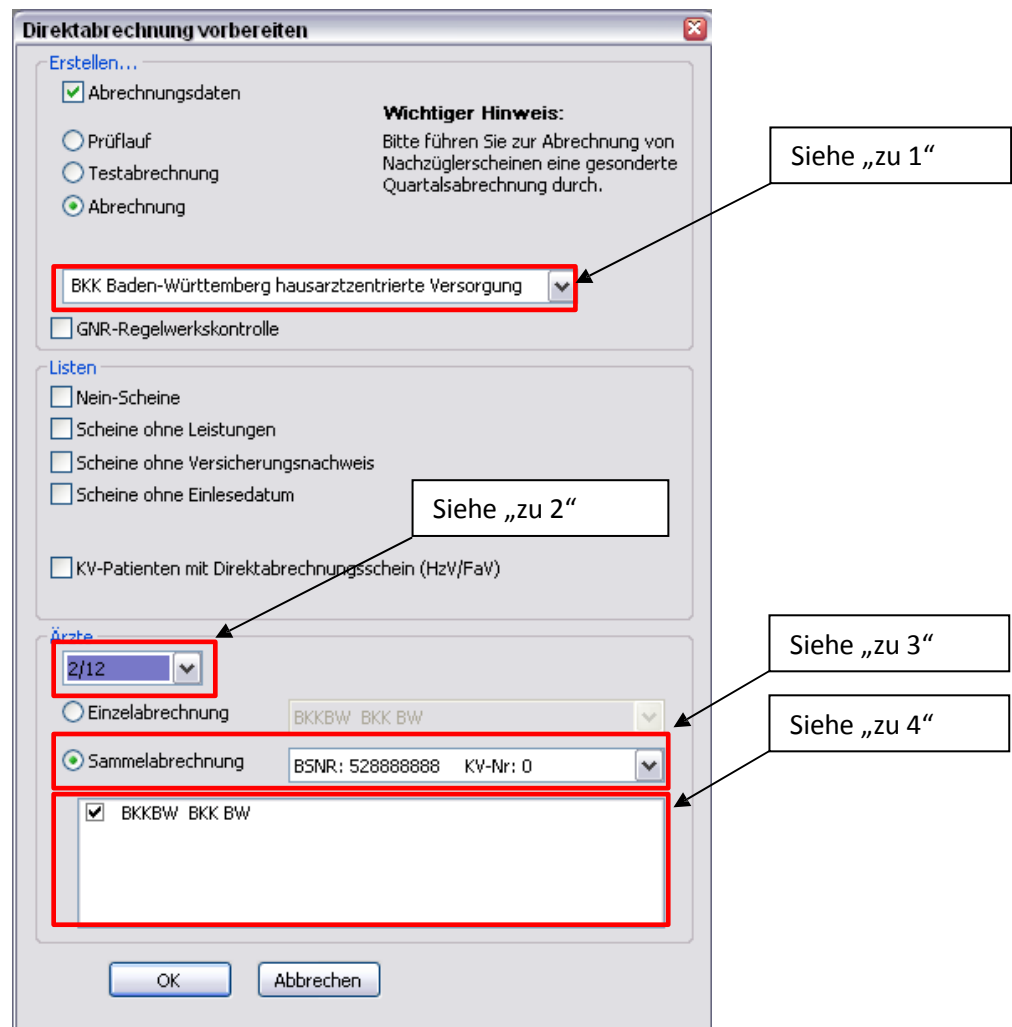 Direktabrechnung vorbereiten
Erstellen...
Abrechnungsdaten
Wichtiger Hinweis:
Bitte führen Sie zur Abrechnung von
Nachzüglerscheinen eine gesonderte
Quartalsabrechnung durch.
Prüflauf
Testabrechnung
Abrechnung
Siehe „zu 1“
BKK Baden-Württemberg hausarztzentrierte Versorgung
GNR-Regelwerkskontrolle
Listen
Nein-Scheine
Scheine ohne Leistungen
Scheine ohne Versicherungsnachweis
Scheine ohne Einlesedatum
Siehe „zu 2“
KV-Patienten mit Direktabrechnungsschein (HzV/FaV)
Ärzte
2/12
Siehe „zu 3“
Einzelabrechnung BKKBW BKK BW
Siehe „zu 4“
Sammelabrechnung BSNR: 528888888 KV-Nr: 0
BKKBW BKK BW
OK Abbrechen